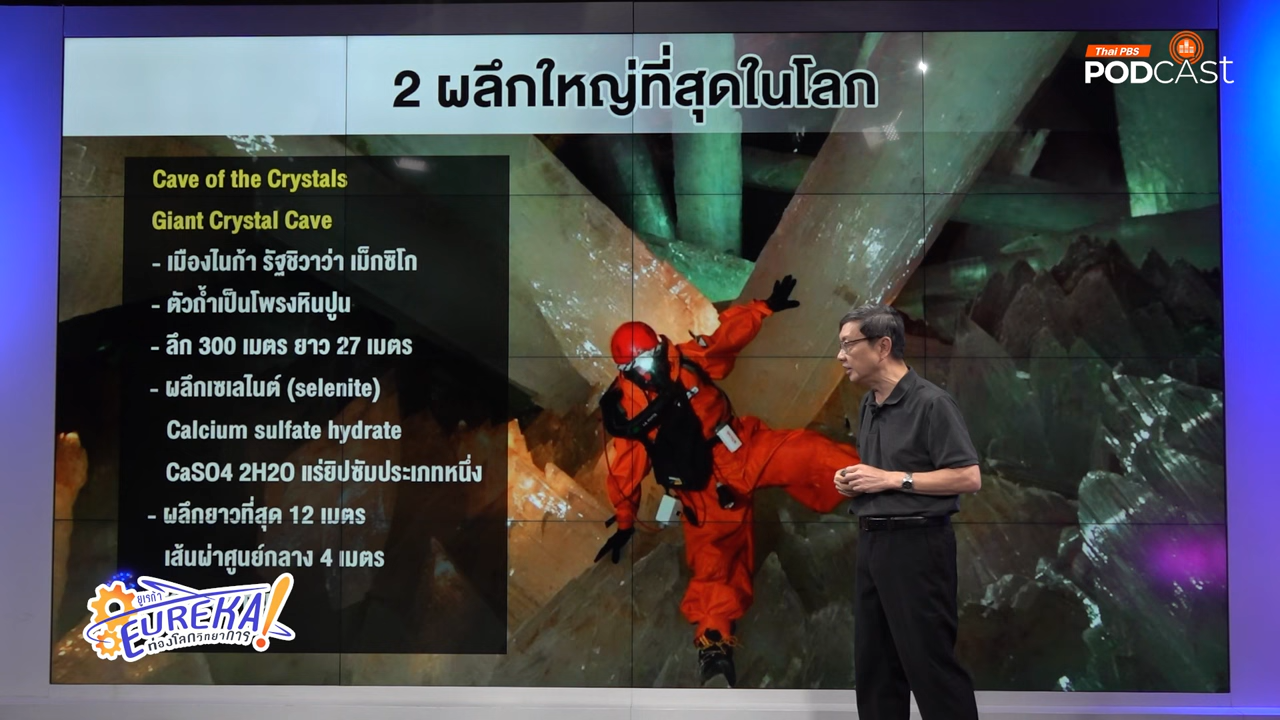 Thai PBS
PODCAST
2 ผลึกใหญ่ที่สุดในโลก
Cave of the Crystals
Giant Crystal Cave
- เมืองไนก้า รัฐชิวาว่า เม็กซิโก
- ตัวถ้ำเป็นโพรงหินปูน
- ลึก 300 เมตร ยาว 27 เมตร
- ผลึกเซเลไนต์ (selenite)
Calcium sulfate hydrate
CaSO4 2H2O แร่ยิปซัมประเภทหนึ่ง
- ผลึกยาวที่สุด 12 เมตร
เส้นผ่าศูนย์กลาง 4 เมตร
ยูเรก้า
EUREKA!
ท่องโลกวิทยาการ